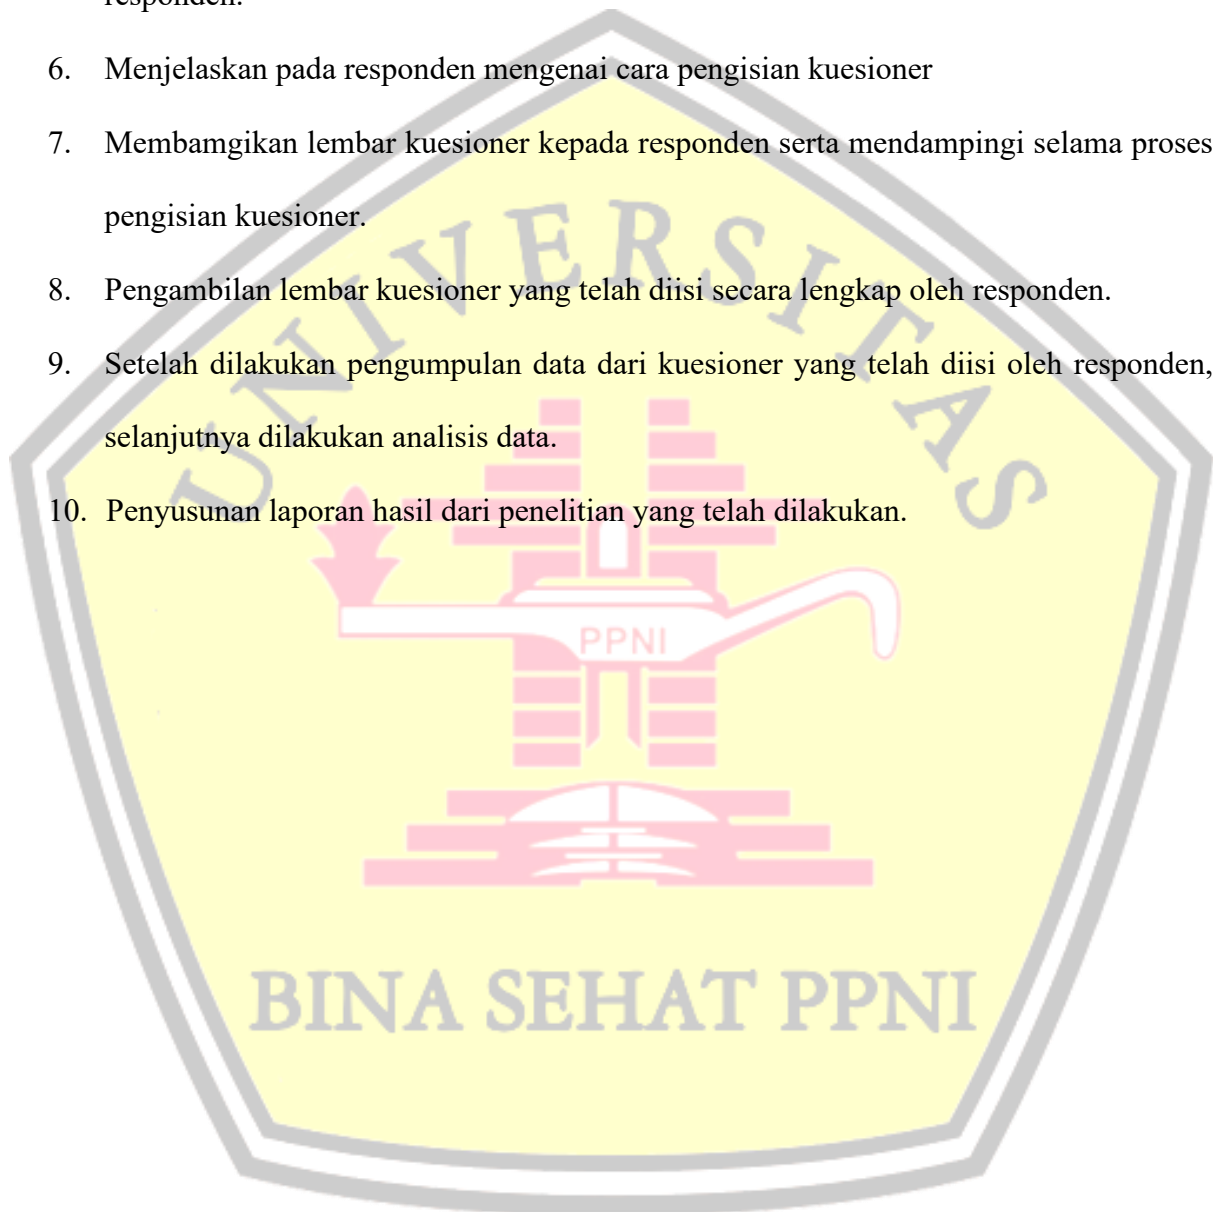 responden.
6. Menjelaskan pada responden mengenai cara pengisian kuesioner
7. Membamgikan lembar kuesioner kepada responden serta mendampingi selama proses
pengisian kuesioner.
8. Pengambilan lembar kuesioner yang telah diisi secara lengkap oleh responden.
9. Setelah dilakukan pengumpulan data dari kuesioner yang telah diisi oleh responden,
selanjutnya dilakukan analisis data.
10. Penyusunan laporan hasil dari penelitian yang telah dilakukan.
UNIVERSITAS
PPNI
BINA SEHAT PPNI